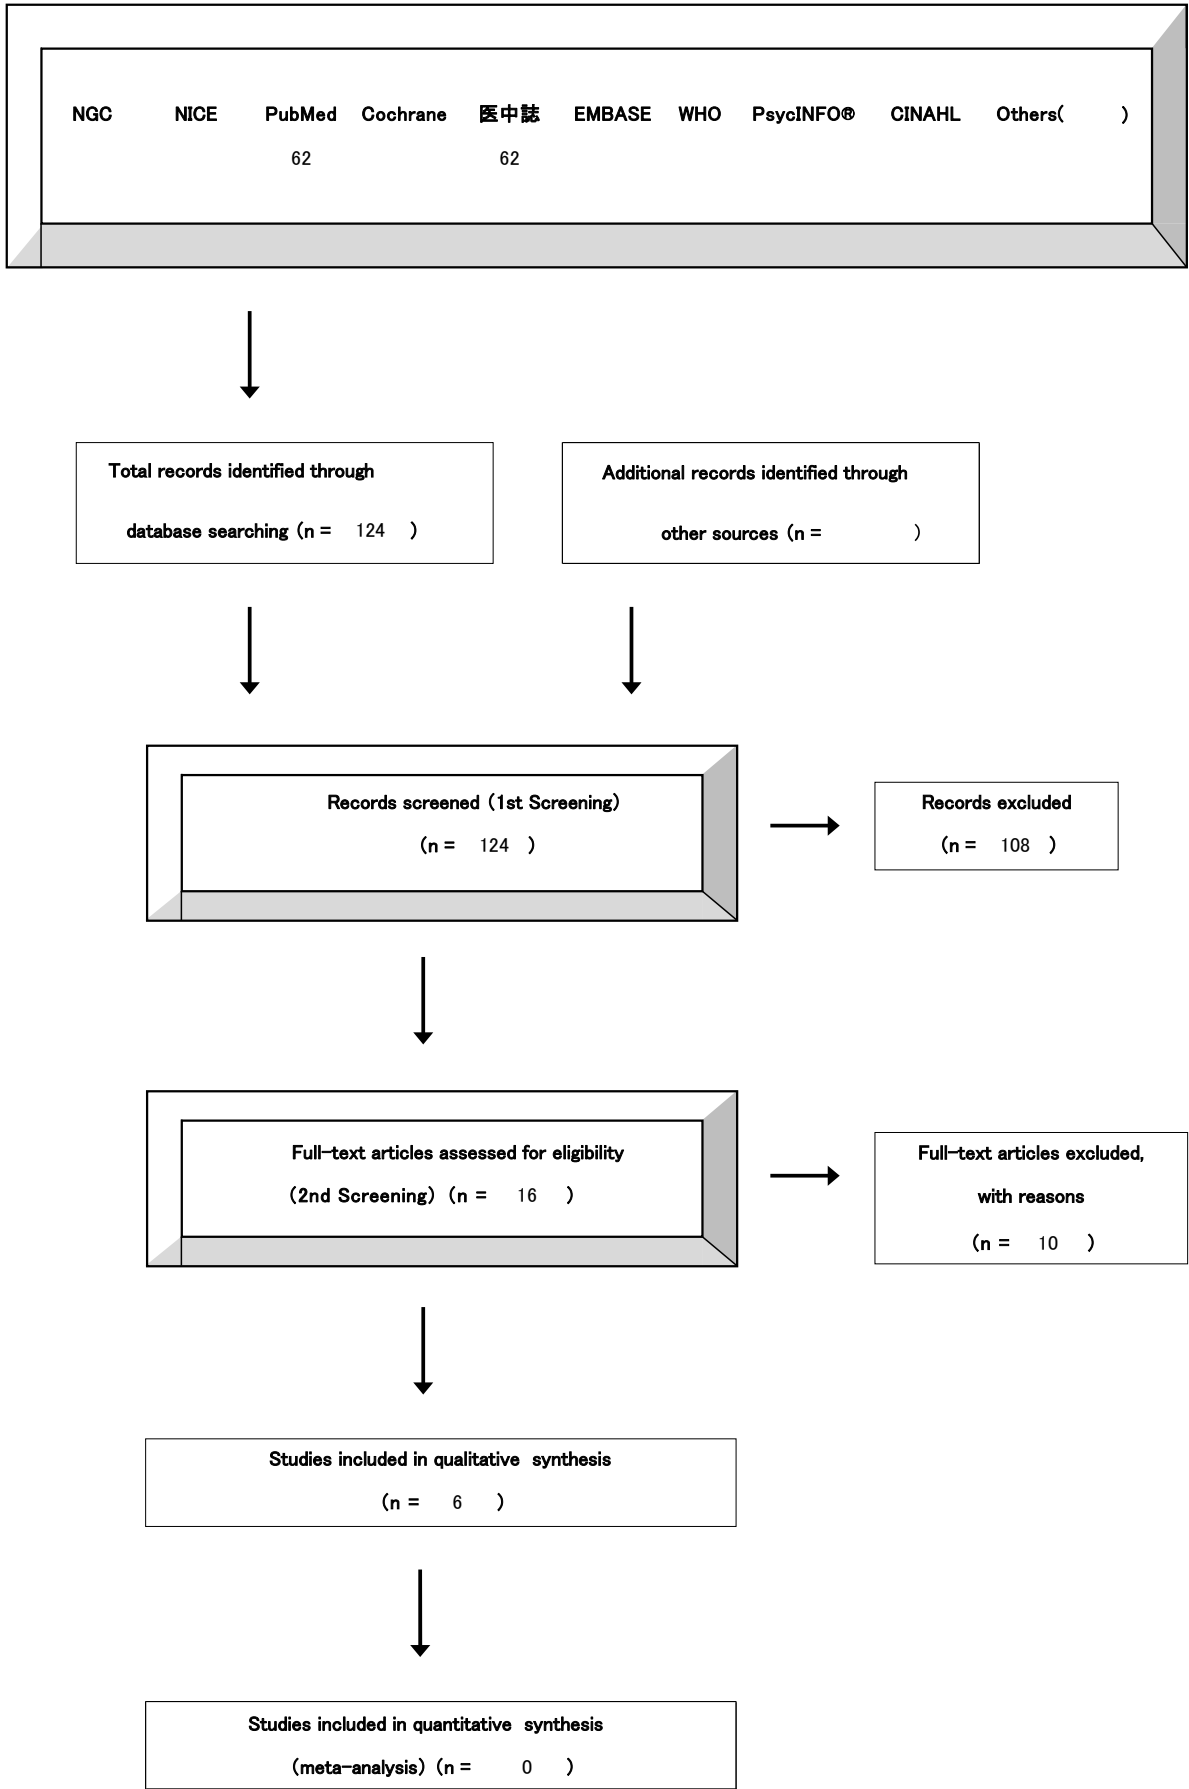 NGC NICE PubMed Cochrane 医中誌 EMBASE WHO PsycINFO® CINAHL Others( )
62 62
Total records identified through
database searching (n = 124 )
Additional records identified through
other sources (n = )
Records screened (1st Screening)
(n = 124 )
Records excluded
(n = 108 )
Full-text articles assessed for eligibility
(2nd Screening) (n = 16 )
Full-text articles excluded,
with reasons
(n = 10 )
Studies included in qualitative synthesis
(n = 6 )
Studies included in quantitative synthesis
(meta-analysis) (n = 0 )